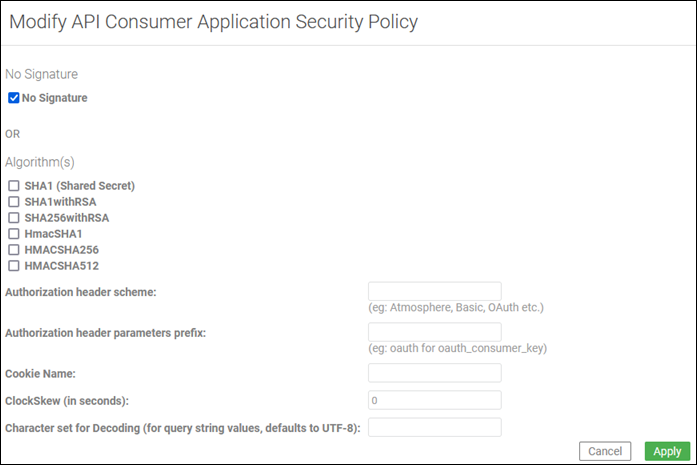 Modify API Consumer Application Security Policy
No Signature
No Signature
OR
Algorithm(s)
SHA1 (Shared Secret)
SHA1withRSA
SHA256withRSA
HmacSHA1
HMACSHA256
HMACSHA512
Authorization header scheme:
(eg: Atmosphere, Basic, OAuth etc.)
Authorization header parameters prefix:
(eg: oauth for oauth_consumer_key)
Cookie Name:
ClockSkew (in seconds): 0
Character set for Decoding (for query string values, defaults to UTF-8):
Cancel Apply